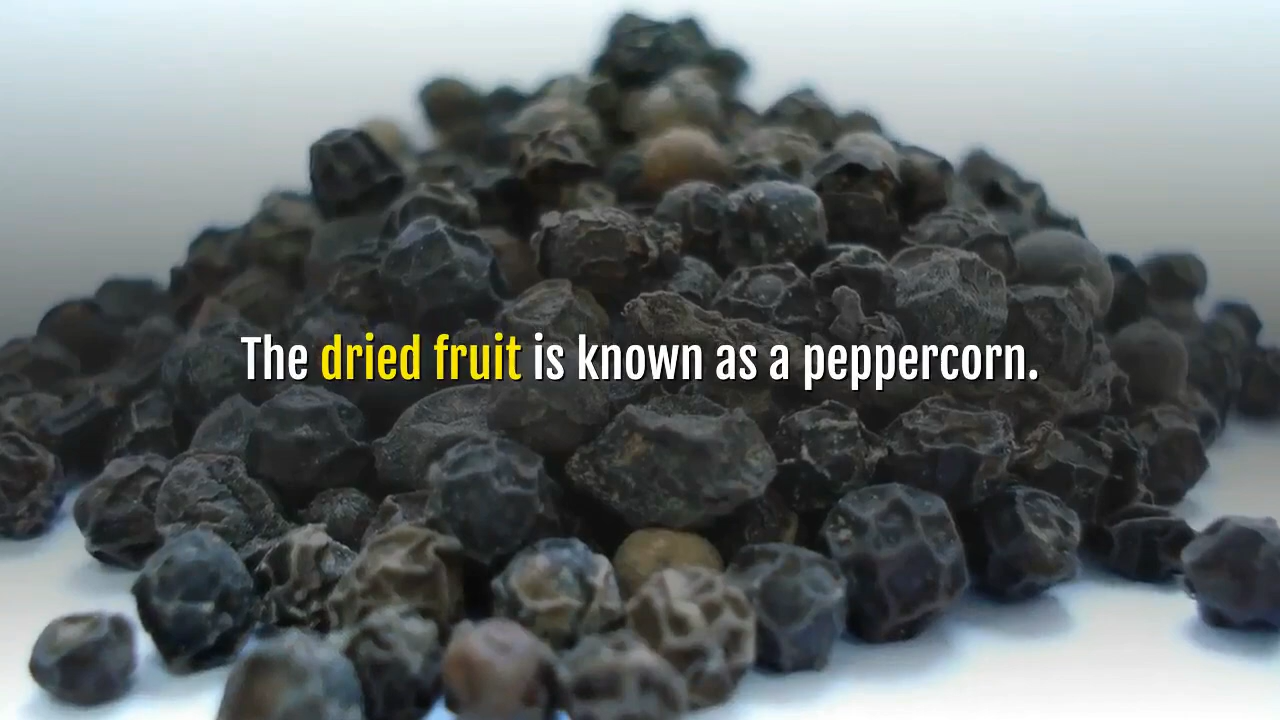 The dried fruit is known as a peppercorn.